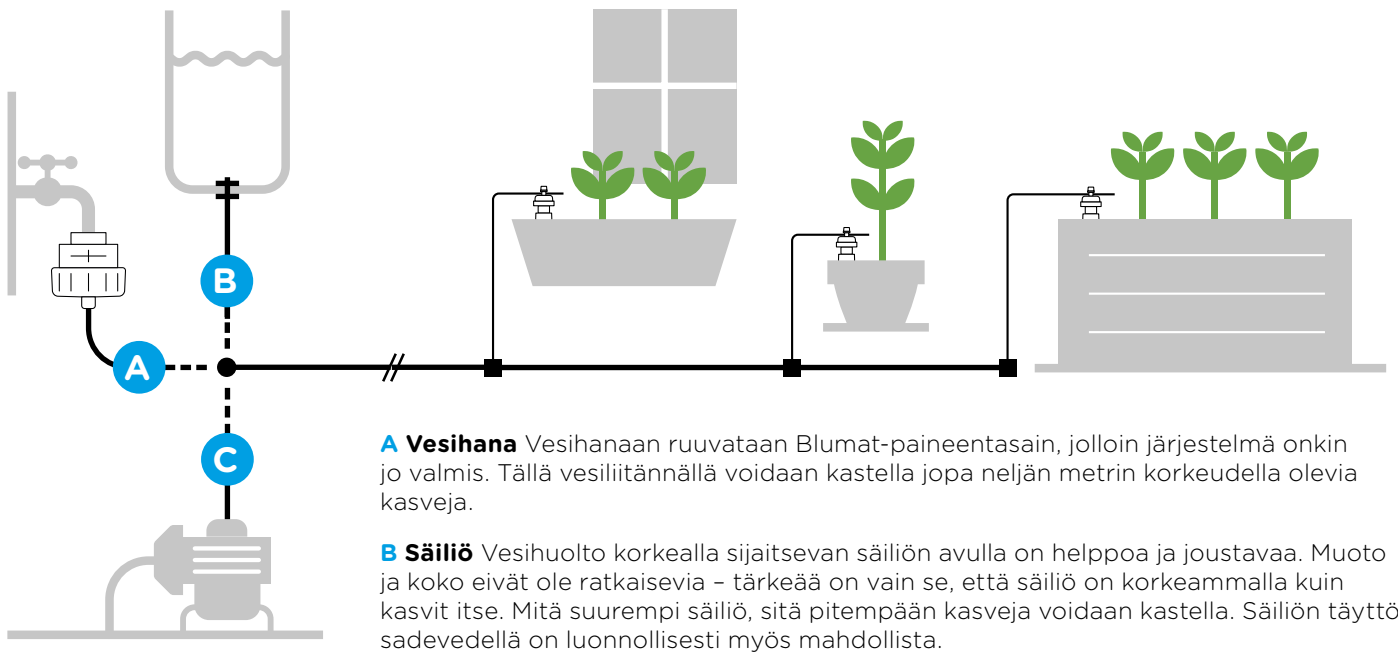 B
A
C
A Vesihana Vesihanaan ruuvataan Blumat-paineentasain, jolloin järjestelmä onkin
jo valmis. Tällä vesiliitännällä voidaan kastella jopa neljän metrin korkeudella olevia
kasveja.
B Säiliö Vesihuolto korkealla sijaitsevan säiliön avulla on helppoa ja joustavaa. Muoto
ja koko eivät ole ratkaisevia – tärkeää on vain se, että säiliö on korkeammalla kuin
kasvit itse. Mitä suurempi säiliö, sitä pitempään kasveja voidaan kastella. Säiliön täyttö
sadevedellä on luonnollisesti myös mahdollista.